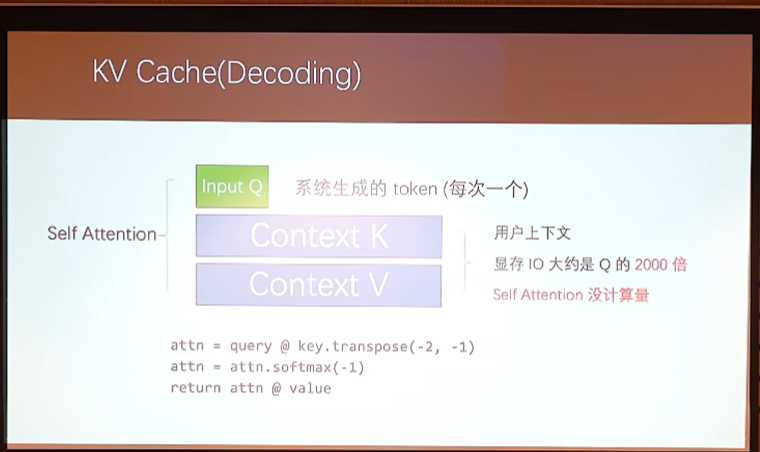 KV Cache(Decoding)
Input Q
系统生成的 token (每次一个)
Self Attention
Context K
Context V
用户上下文
显存 IO 大约是 Q 的 2000 倍
Self Attention 没计算量
attn = query @ key.transpose(-2, -1)
attn = attn.softmax(-1)
return attn @ value